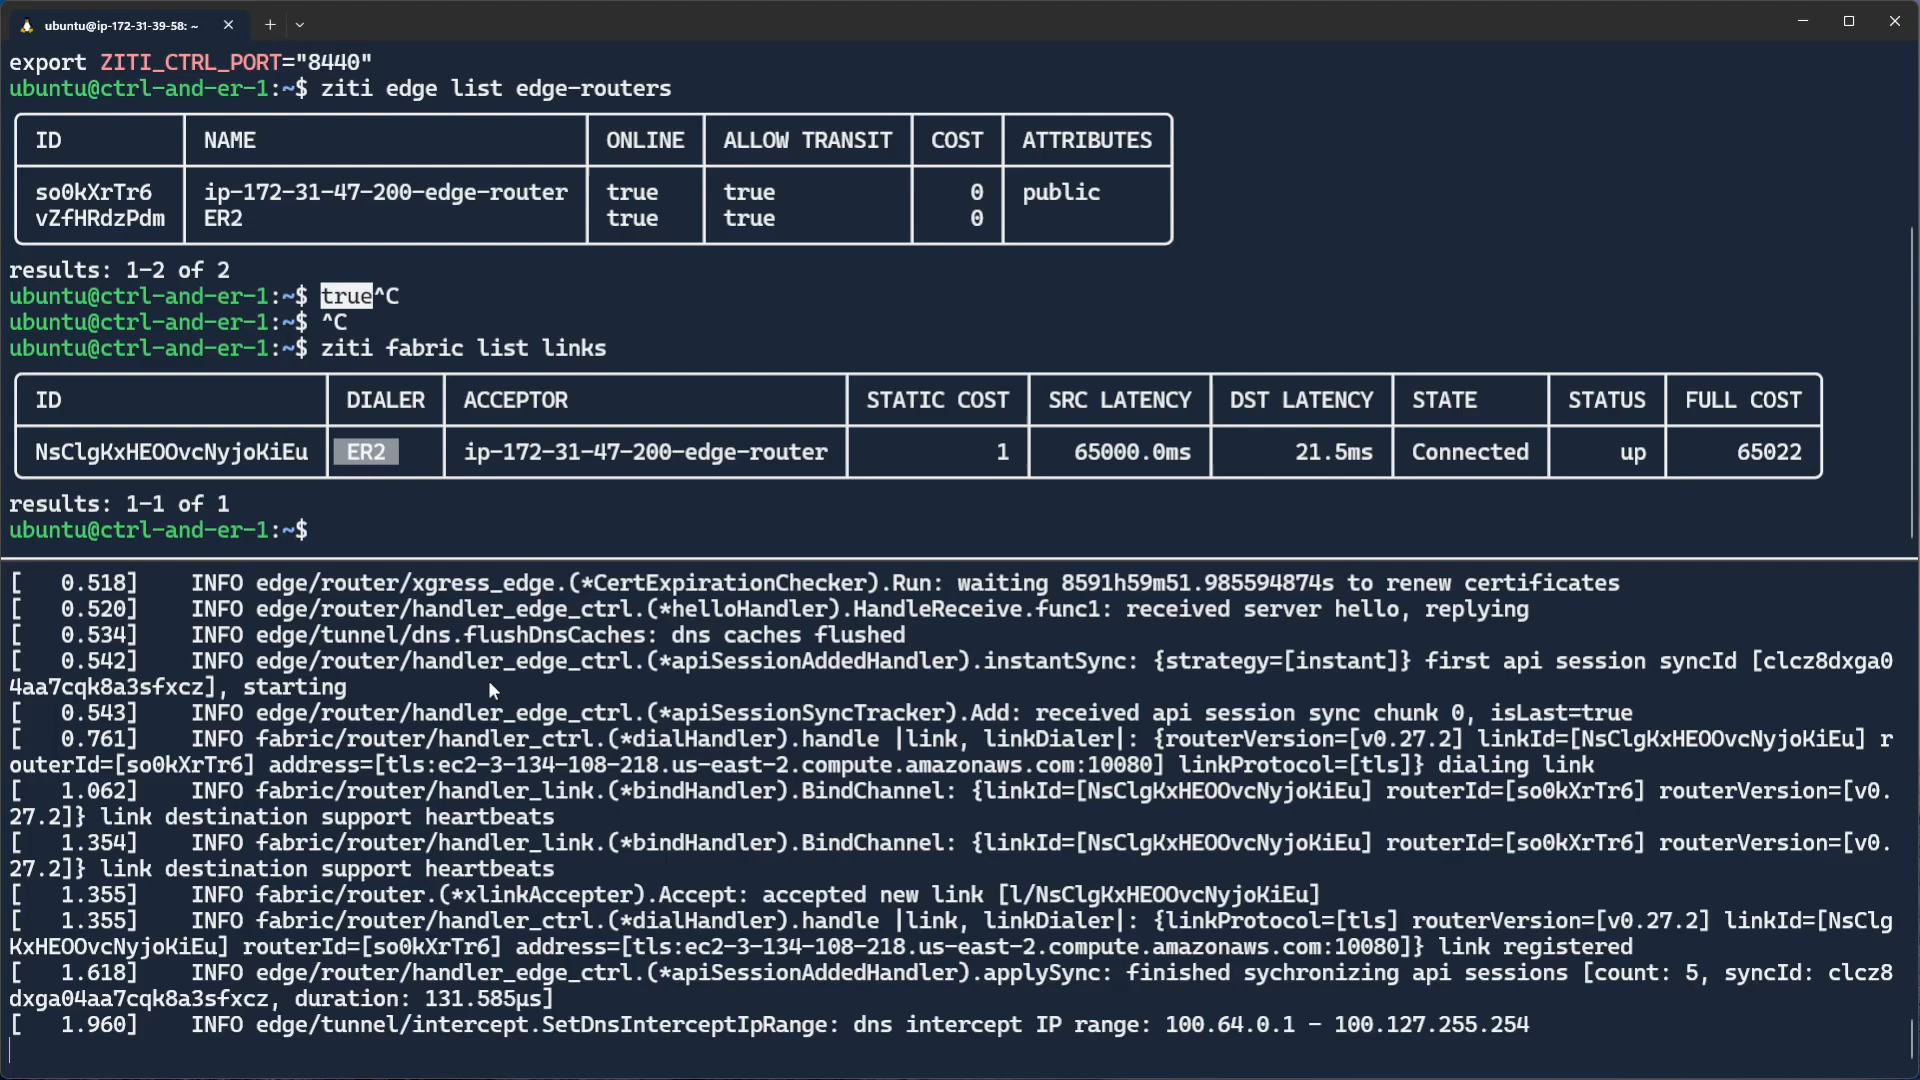 ubuntu@ip-172-31-39-58: ~
export ZITI_CTRL_PORT="8440"
ubuntu@ctrl-and-er-1:~$ ziti edge list edge-routers
ID NAME ONLINE ALLOW TRANSIT COST ATTRIBUTES
so0kXrTr6 ip-172-31-47-200-edge-router true true 0 public
vZfHRdzPdm ER2 true true 0
results: 1-2 of 2
ubuntu@ctrl-and-er-1:~$ true^C
ubuntu@ctrl-and-er-1:~$ ^C
ubuntu@ctrl-and-er-1:~$ ziti fabric list links
ID DIALER ACCEPTOR STATIC COST SRC LATENCY DST LATENCY STATE STATUS FULL COST
NsClgKxHEOOvcNyjoKiEu ER2 ip-172-31-47-200-edge-router 1 65000.0ms 21.5ms Connected up 65022
results: 1-1 of 1
ubuntu@ctrl-and-er-1:~$
[   0.518]    INFO edge/router/xgress_edge.(*CertExpirationChecker).Run: waiting 8591h59m51.985594874s to renew certificates
[   0.520]    INFO edge/router/handler_edge_ctrl.(*helloHandler).HandleReceive.func1: received server hello, replying
[   0.534]    INFO edge/tunnel/dns.flushDnsCaches: dns caches flushed
[   0.542]    INFO edge/router/handler_edge_ctrl.(*apiSessionAddedHandler).instantSync: {strategy=[instant]} first api session syncId [clcz8dxga0
4aa7cqk8a3sfxcz], starting
[   0.543]    INFO edge/router/handler_edge_ctrl.(*apiSessionSyncTracker).Add: received api session sync chunk 0, isLast=true
[   0.761]    INFO fabric/router/handler_ctrl.(*dialHandler).handle |link, linkDialer|: {routerVersion=[v0.27.2] linkId=[NsClgKxHEOOvcNyjoKiEu] r
outerId=[so0kXrTr6] address=[tls:ec2-3-134-108-218.us-east-2.compute.amazonaws.com:10080] linkProtocol=[tls]} dialing link
[   1.062]    INFO fabric/router/handler_link.(*bindHandler).BindChannel: {linkId=[NsClgKxHEOOvcNyjoKiEu] routerId=[so0kXrTr6] routerVersion=[v0.
27.2]} link destination support heartbeats
[   1.354]    INFO fabric/router/handler_link.(*bindHandler).BindChannel: {linkId=[NsClgKxHEOOvcNyjoKiEu] routerId=[so0kXrTr6] routerVersion=[v0.
27.2]} link destination support heartbeats
[   1.355]    INFO fabric/router.(*xlinkAccepter).Accept: accepted new link [l/NsClgKxHEOOvcNyjoKiEu]
[   1.355]    INFO fabric/router/handler_ctrl.(*dialHandler).handle |link, linkDialer|: {linkProtocol=[tls] routerVersion=[v0.27.2] linkId=[NsClg
KxHEOOvcNyjoKiEu] routerId=[so0kXrTr6] address=[tls:ec2-3-134-108-218.us-east-2.compute.amazonaws.com:10080]} link registered
[   1.618]    INFO edge/router/handler_edge_ctrl.(*apiSessionAddedHandler).applySync: finished sychronizing api sessions [count: 5, syncId: clcz8
dxga04aa7cqk8a3sfxcz, duration: 131.585µs]
[   1.960]    INFO edge/tunnel/intercept.SetDnsInterceptIpRange: dns intercept IP range: 100.64.0.1 - 100.127.255.254